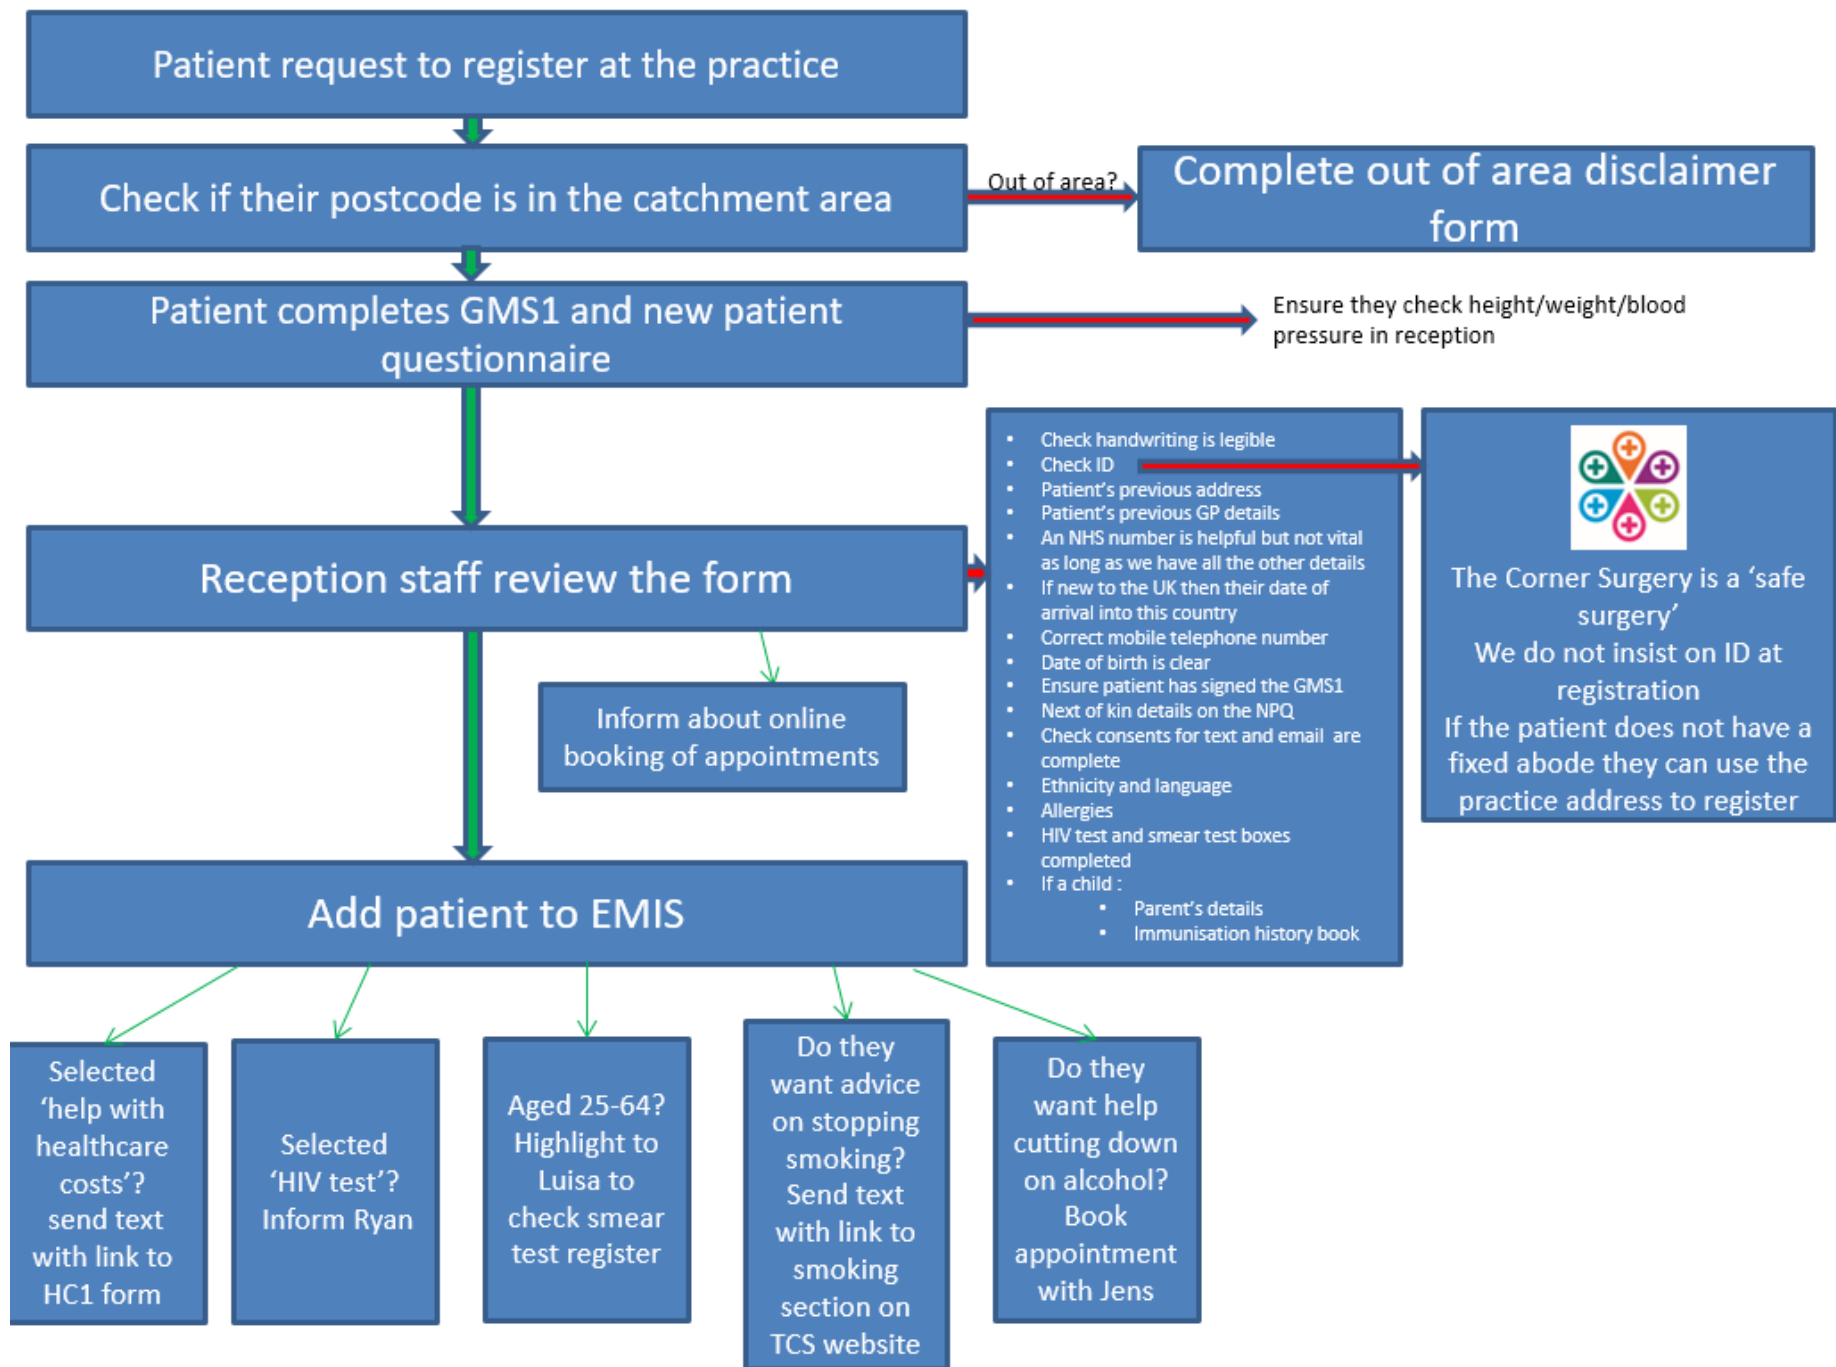 Patient request to register at the practice
Check if their postcode is in the catchment area
Out of area?
Complete out of area disclaimer
form
Patient completes GMS1 and new patient
questionnaire
Ensure they check height/weight/blood
pressure in reception
Reception staff review the form
• Check handwriting is legible
• Check ID
• Patient's previous address
• Patient's previous GP details
• An NHS number is helpful but not vital
as long as we have all the other details
• If new to the UK then their date of
arrival into this country
• Correct mobile telephone number
• Date of birth is clear
• Ensure patient has signed the GMS1
• Next of kin details on the NPQ
• Check consents for text and email are
complete
• Ethnicity and language
• Allergies
• HIV test and smear test boxes
completed
• If a child :
• Parent's details
• Immunisation history book
The Corner Surgery is a 'safe
surgery'
We do not insist on ID at
registration
If the patient does not have a
fixed abode they can use the
practice address to register
Inform about online
booking of appointments
Add patient to EMIS
Selected
'help with
healthcare
costs'?
send text
with link to
HC1 form
Selected
'HIV test'?
Inform Ryan
Aged 25-64?
Highlight to
Luisa to
check smear
test register
Do they
want advice
on stopping
smoking?
Send text
with link to
smoking
section on
TCS website
Do they
want help
cutting down
on alcohol?
Book
appointment
with Jens